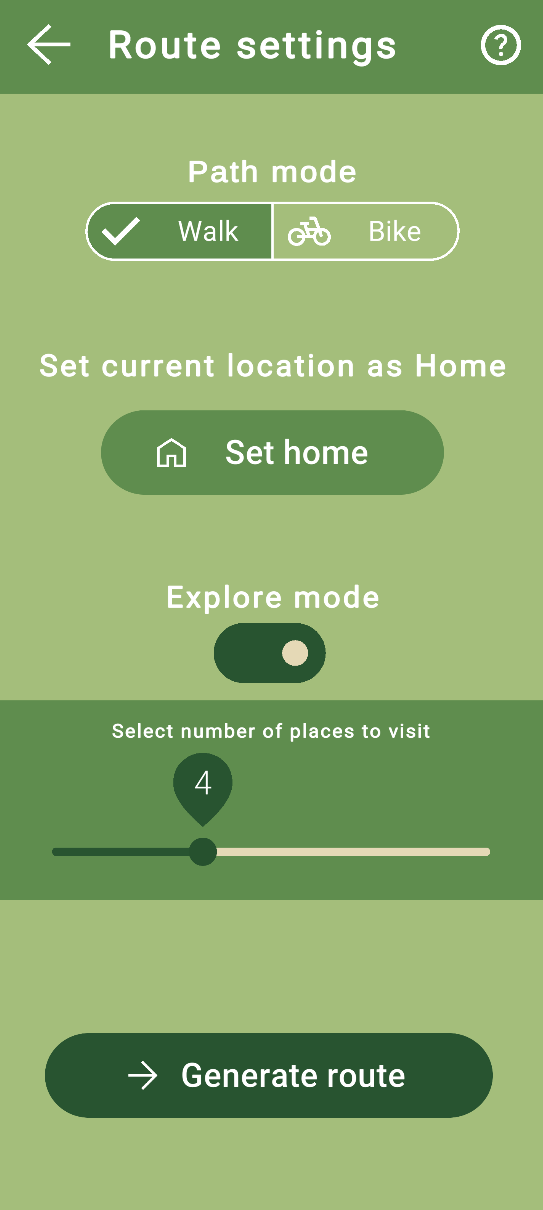 Route settings
?
Path mode
Walk
Bike
Set current location as Home
Set home
Explore mode
Select number of places to visit
4
Generate route